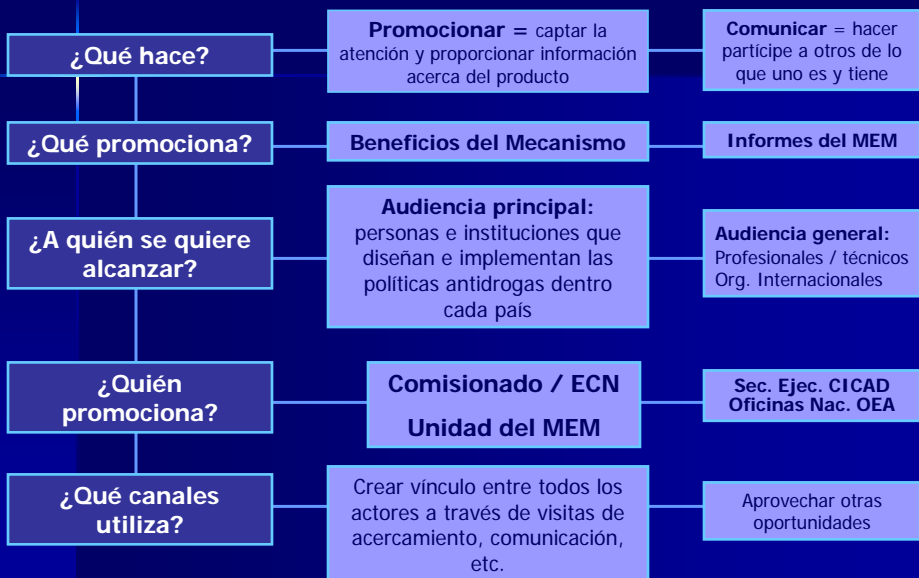 ¿Qué hace?
Promocionar = captar la
atención y proporcionar información
acerca del producto
Comunicar = hacer
partícipe a otros de lo
que uno es y tiene
¿Qué promociona?
Beneficios del Mecanismo
Informes del MEM
¿A quién se quiere
alcanzar?
Audiencia principal:
personas e instituciones que
diseñan e implementan las
políticas antidrogas dentro
cada país
Audiencia general:
Profesionales / técnicos
Org. Internacionales
¿Quién
promociona?
Comisionado / ECN
Unidad del MEM
Sec. Ejec. CICAD
Oficinas Nac. OEA
¿Qué canales
utiliza?
Crear vínculo entre todos los
actores a través de visitas de
acercamiento, comunicación,
etc.
Aprovechar otras
oportunidades